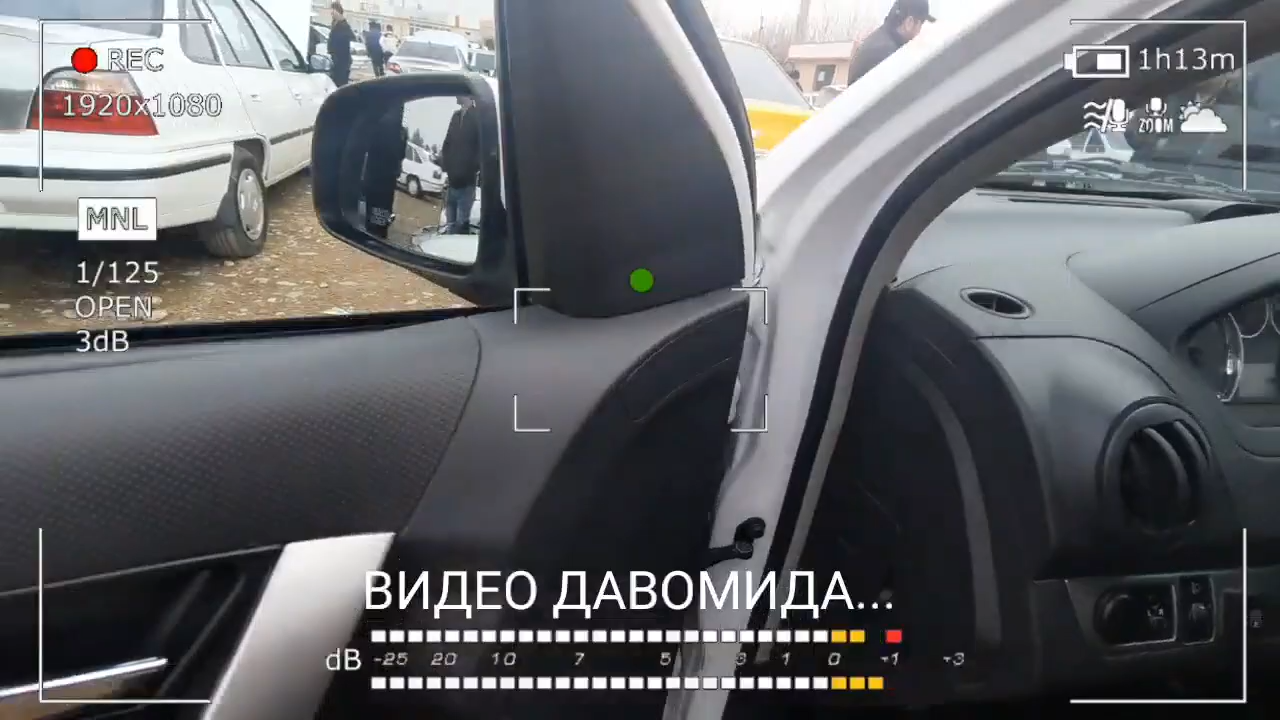 REC
1920x1080
1h13m
ZOOM
MNL
1/125
OPEN
3dB
ВИДЕО ДАВОМИДА...
dB -25 20 10 7 5 3 1 0 +1 +3